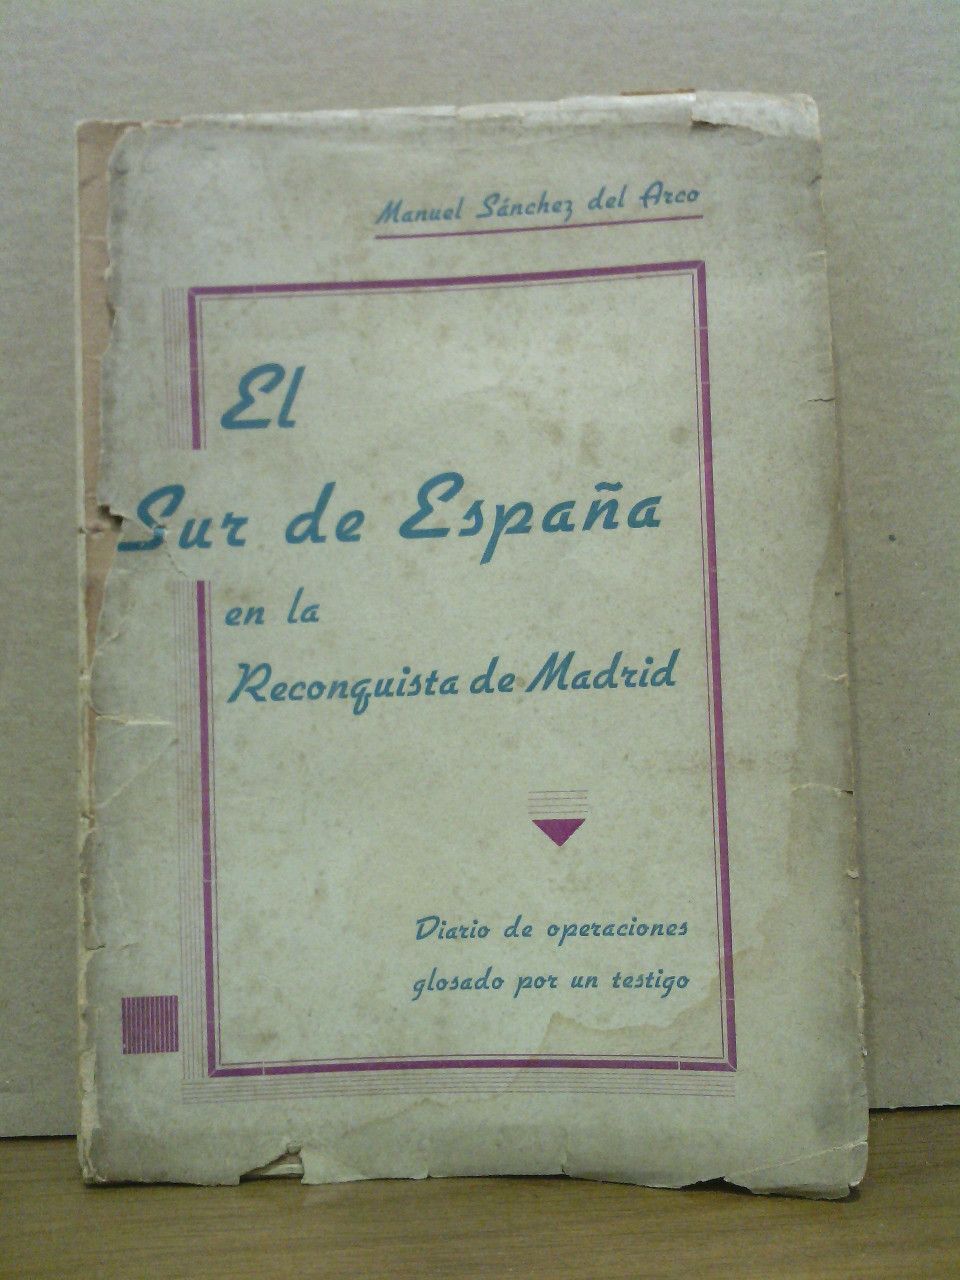 Manuel Sánchez del Arco
El
Sur de España
en la
Reconquista de Madrid
Diario de operaciones
glosado por un testigo